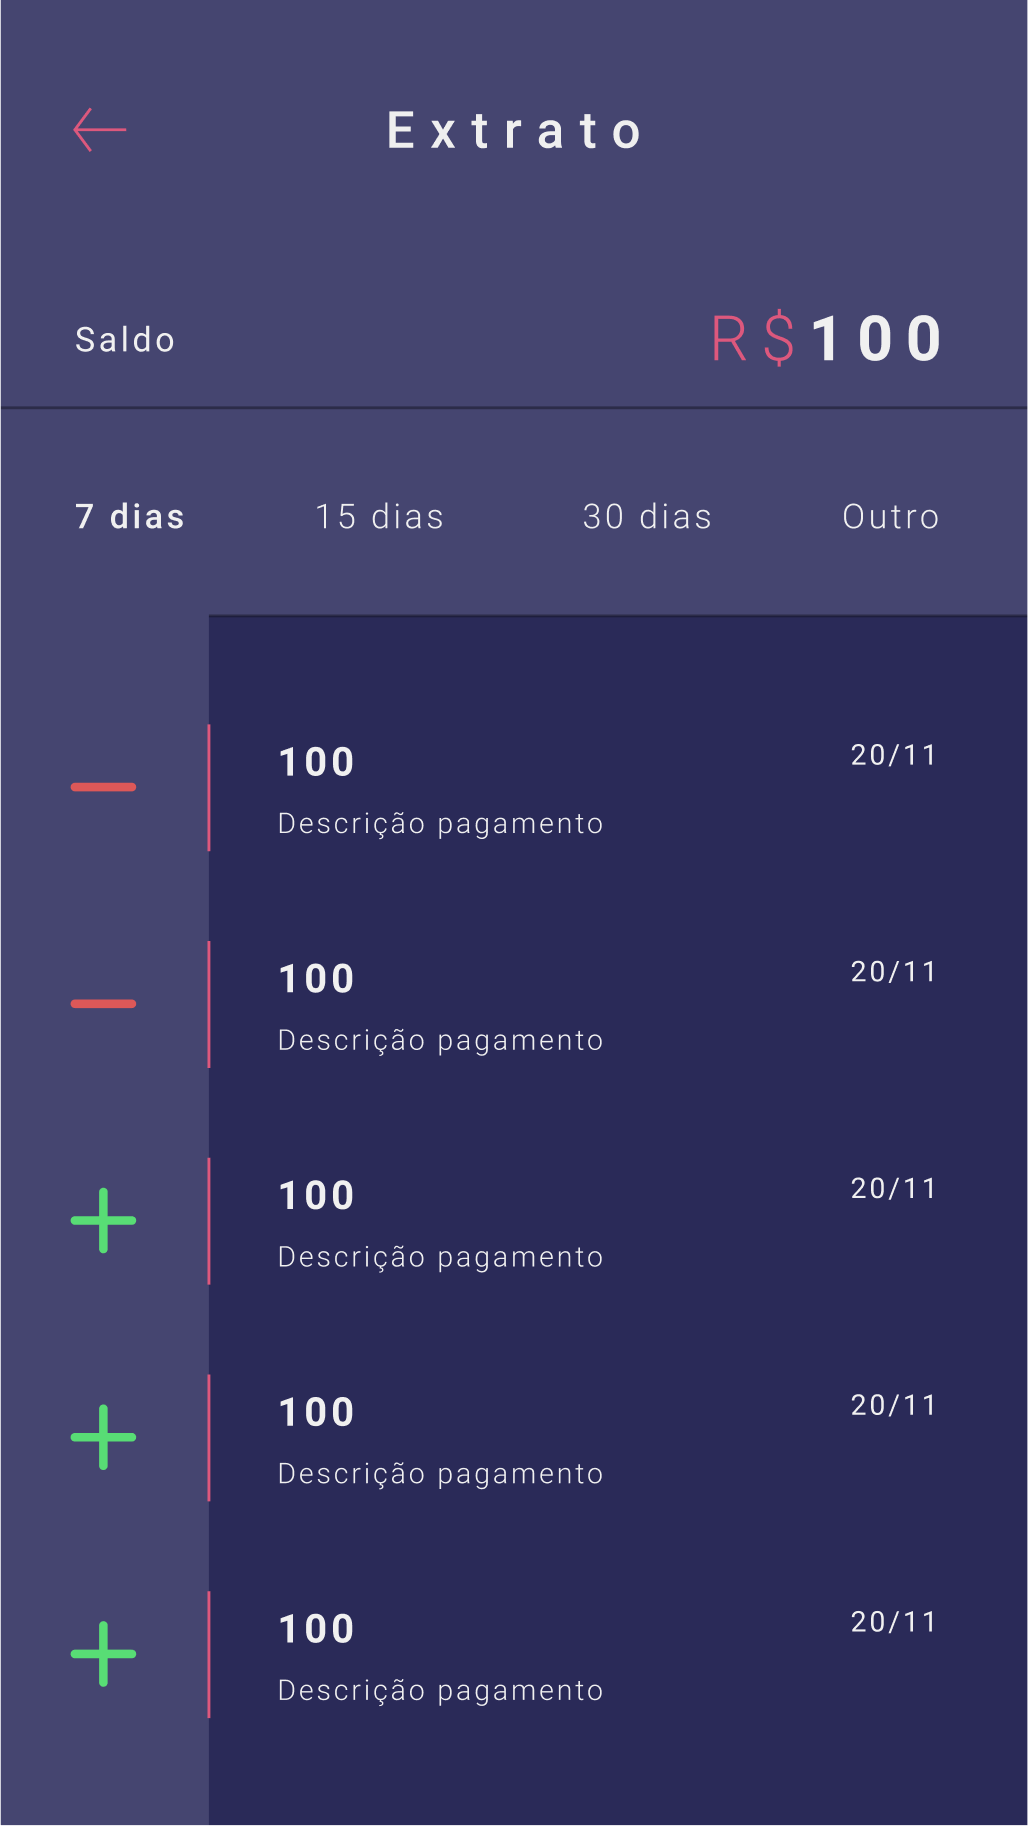 Extrato
Saldo R$100
7 dias 15 dias 30 dias Outro
100 20/11
Descrição pagamento
100 20/11
Descrição pagamento
100 20/11
Descrição pagamento
100 20/11
Descrição pagamento
100 20/11
Descrição pagamento